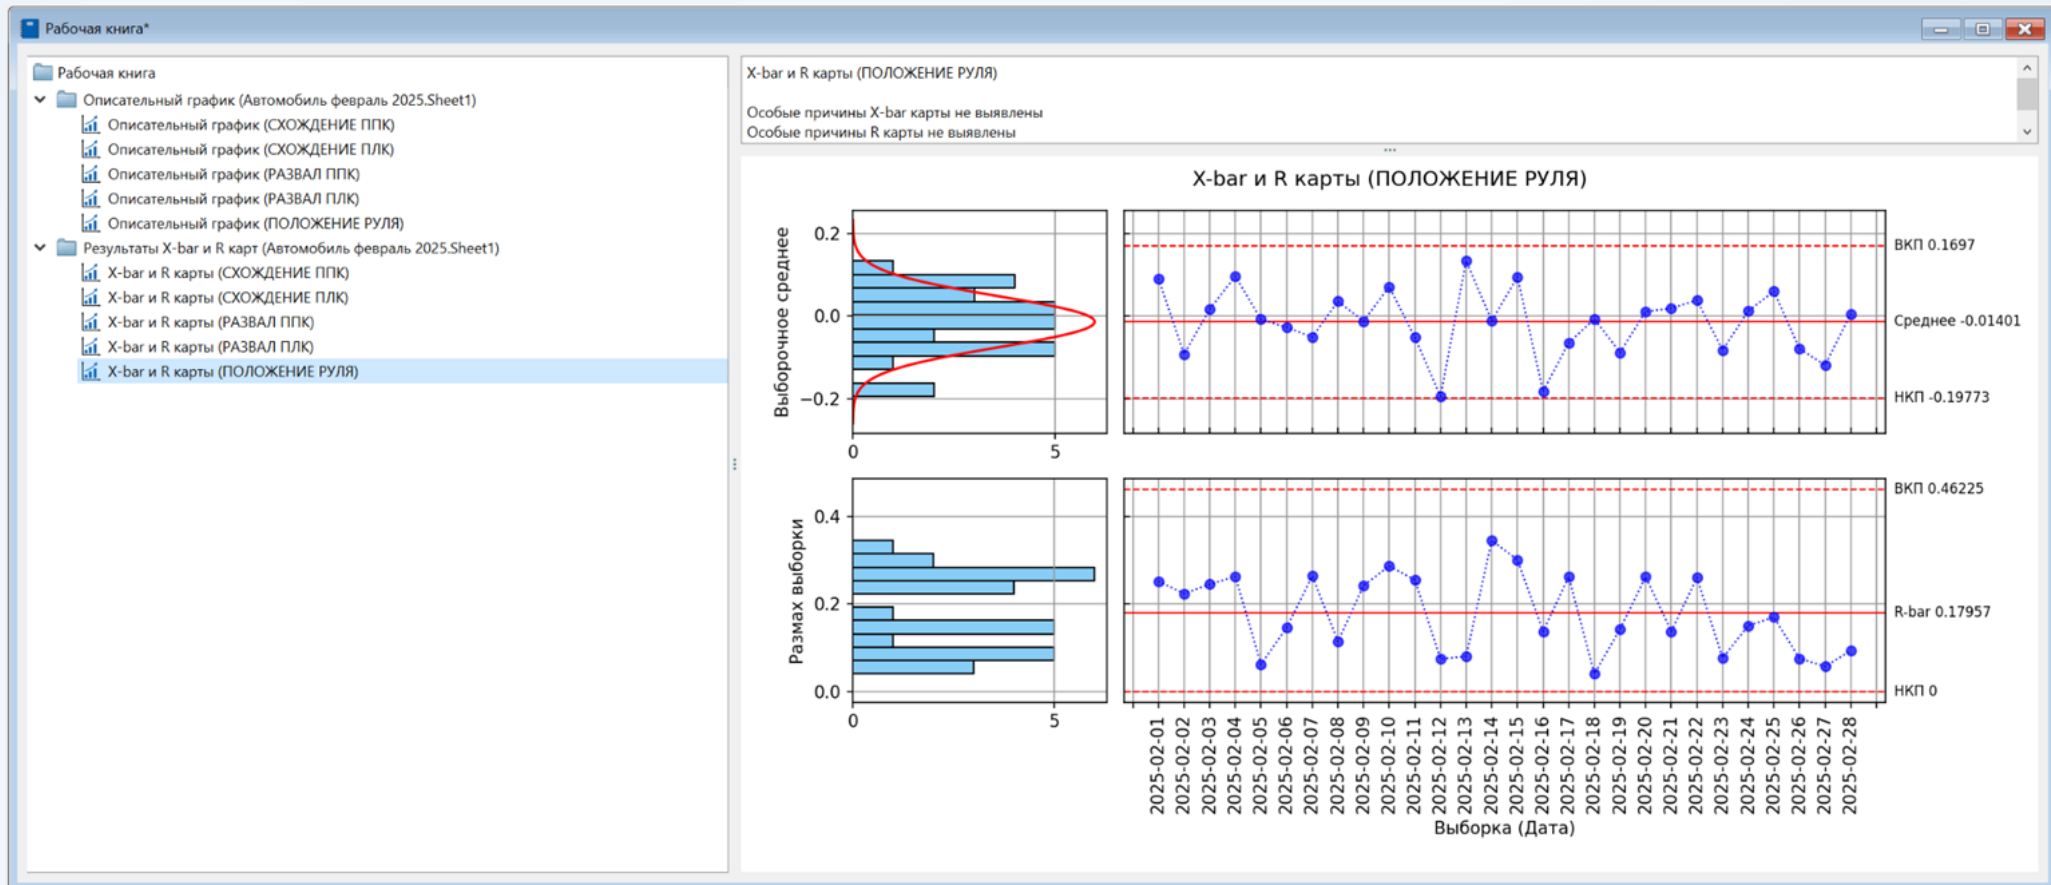 Рабочая книга*
Рабочая книга
Описательный график (Автомобиль февраль 2025.Sheet1)
Описательный график (СХОЖДЕНИЕ ППК)
Описательный график (СХОЖДЕНИЕ ПЛК)
Описательный график (РАЗВАЛ ППК)
Описательный график (РАЗВАЛ ПЛК)
Описательный график (ПОЛОЖЕНИЕ РУЛЯ)
Результаты X-bar и R карт (Автомобиль февраль 2025.Sheet1)
X-bar и R карты (СХОЖДЕНИЕ ППК)
X-bar и R карты (СХОЖДЕНИЕ ПЛК)
X-bar и R карты (РАЗВАЛ ППК)
X-bar и R карты (РАЗВАЛ ПЛК)
X-bar и R карты (ПОЛОЖЕНИЕ РУЛЯ)
X-bar и R карты (ПОЛОЖЕНИЕ РУЛЯ)
Особые причины X-bar карты не выявлены
Особые причины R карты не выявлены
X-bar и R карты (ПОЛОЖЕНИЕ РУЛЯ)
Выборочное среднее
0.2
0.0
−0.2
0
5
ВКП 0.1697
Среднее -0.01401
НКП -0.19773
Размах выборки
0.4
0.2
0.0
0
5
ВКП 0.46225
R-bar 0.17957
НКП 0
2025-02-01
2025-02-02
2025-02-03
2025-02-04
2025-02-05
2025-02-06
2025-02-07
2025-02-08
2025-02-09
2025-02-10
2025-02-11
2025-02-12
2025-02-13
2025-02-14
2025-02-15
2025-02-16
2025-02-17
2025-02-18
2025-02-19
2025-02-20
2025-02-21
2025-02-22
2025-02-23
2025-02-24
2025-02-25
2025-02-26
2025-02-27
2025-02-28
Выборка (Дата)